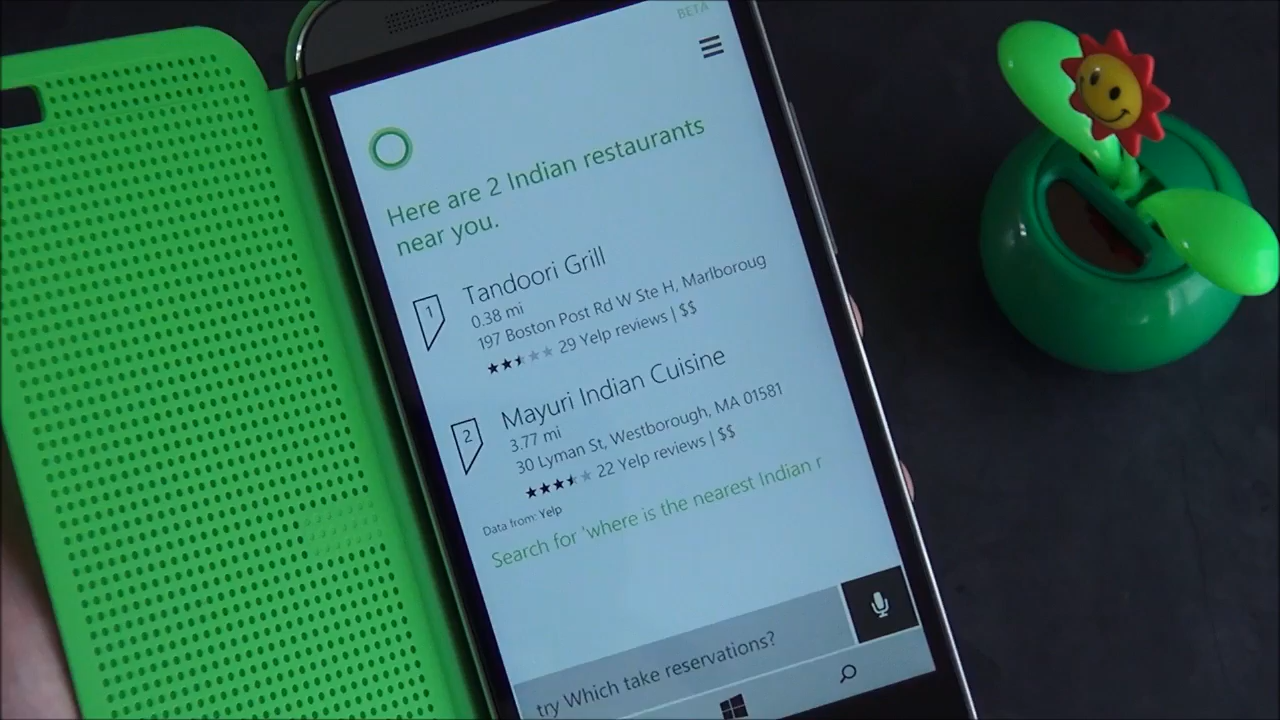 BETA
Here are 2 Indian restaurants
near you.
1
Tandoori Grill
0.38 mi
197 Boston Post Rd W Ste H, Marlboroug
29 Yelp reviews | $$
2
Mayuri Indian Cuisine
3.77 mi
30 Lyman St, Westborough, MA 01581
22 Yelp reviews | $$
Data from: Yelp
Search for 'where is the nearest Indian r
try Which take reservations?